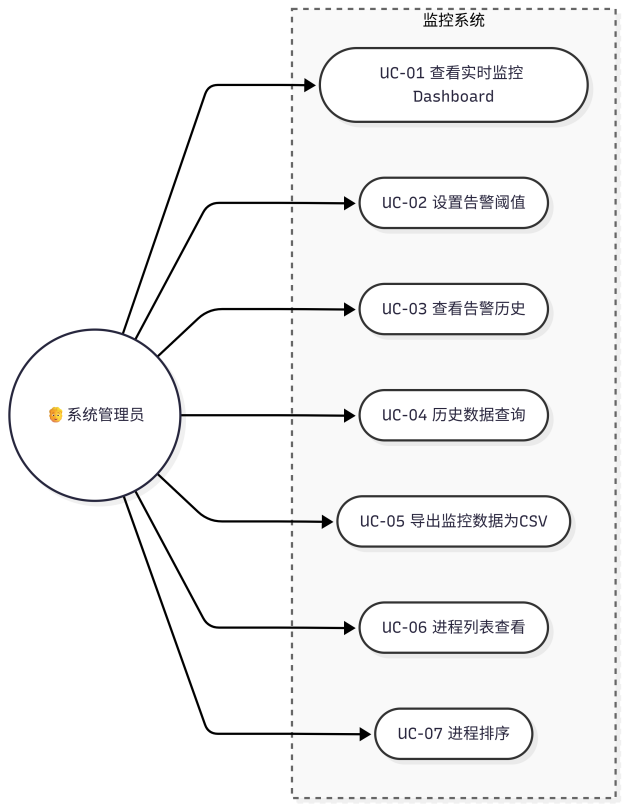 监控系统
UC-01 查看实时监控
Dashboard
UC-02 设置告警阈值
UC-03 查看告警历史
系统管理员
UC-04 历史数据查询
UC-05 导出监控数据为CSV
UC-06 进程列表查看
UC-07 进程排序